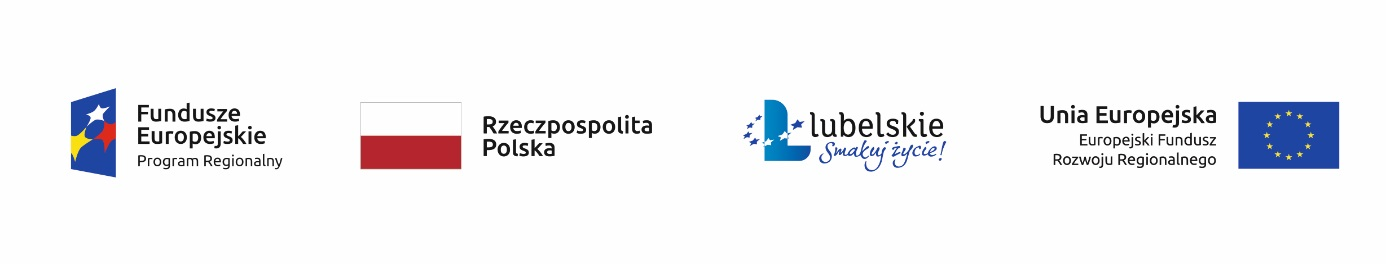 Fundusze
Europejskie
Program Regionalny
Rzeczpospolita
Polska
lubelskie
Smakuj życie!
Unia Europejska
Europejski Fundusz
Rozwoju Regionalnego